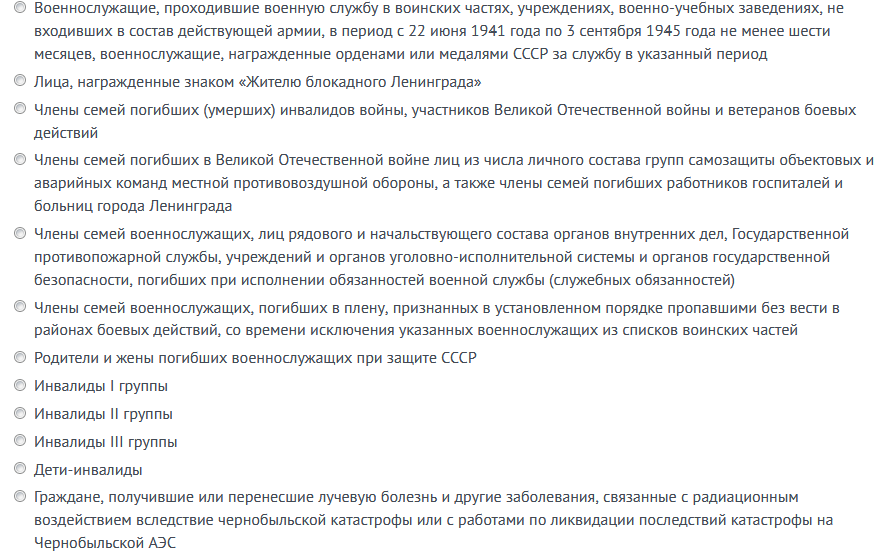 Военнослужащие, проходившие военную службу в воинских частях, учреждениях, военно-учебных заведениях, не
входивших в состав действующей армии, в период с 22 июня 1941 года по 3 сентября 1945 года не менее шести
месяцев, военнослужащие, награжденные орденами или медалями СССР за службу в указанный период
Лица, награжденные знаком «Жителю блокадного Ленинграда»
Члены семей погибших (умерших) инвалидов войны, участников Великой Отечественной войны и ветеранов боевых
действий
Члены семей погибших в Великой Отечественной войне лиц из числа личного состава групп самозащиты объектовых и
аварийных команд местной противовоздушной обороны, а также члены семей погибших работников госпиталей и
больниц города Ленинграда
Члены семей военнослужащих, лиц рядового и начальствующего состава органов внутренних дел, Государственной
противопожарной службы, учреждений и органов уголовно-исполнительной системы и органов государственной
безопасности, погибших при исполнении обязанностей военной службы (служебных обязанностей)
Члены семей военнослужащих, погибших в плену, признанных в установленном порядке пропавшими без вести в
районах боевых действий, со времени исключения указанных военнослужащих из списков воинских частей
Родители и жены погибших военнослужащих при защите СССР
Инвалиды I группы
Инвалиды II группы
Инвалиды III группы
Дети-инвалиды
Граждане, получившие или перенесшие лучевую болезнь и другие заболевания, связанные с радиационным
воздействием вследствие чернобыльской катастрофы или с работами по ликвидации последствий катастрофы на
Чернобыльской АЭС